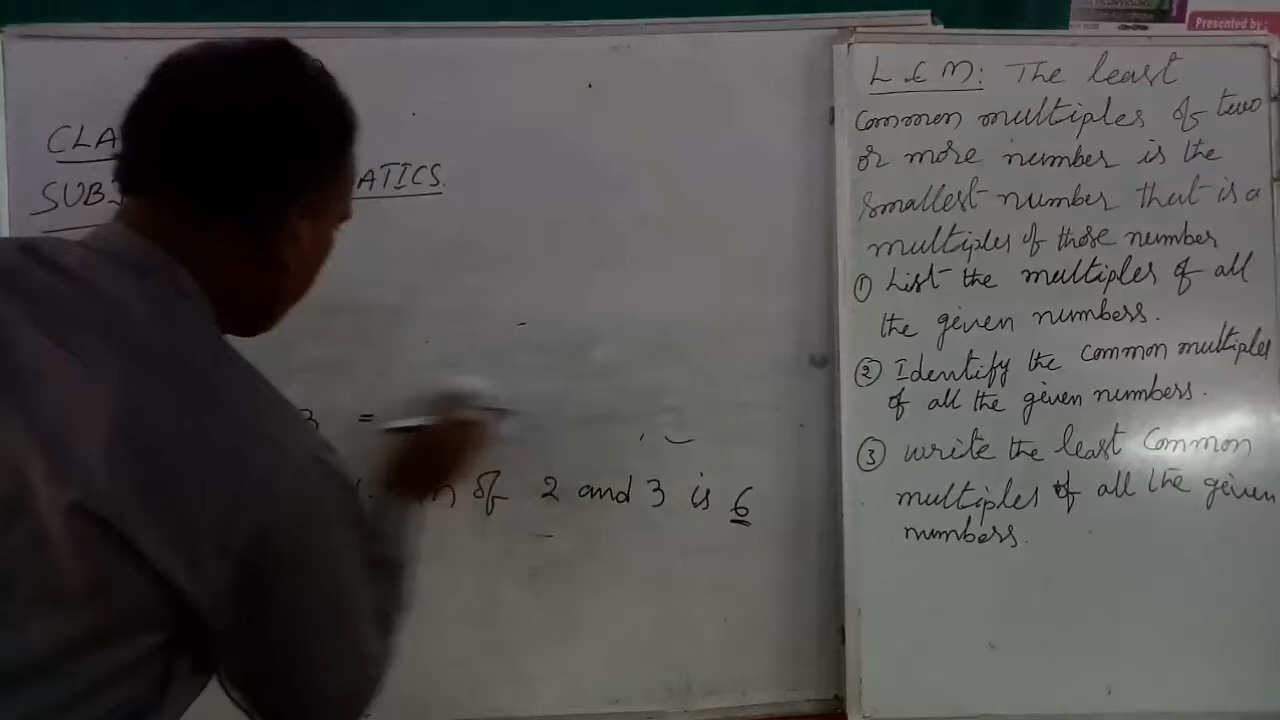 CLA
SUBJ ATICS.
3 =
of 2 and 3 is 6
Presented by:
L C M: The least
common multiples of two
or more number is the
smallest number that is a
multiples of those number
① List the multiples of all
the given numbers.
② Identify the common multiples
of all the given numbers.
③ write the least Common
multiples of all the given
numbers.